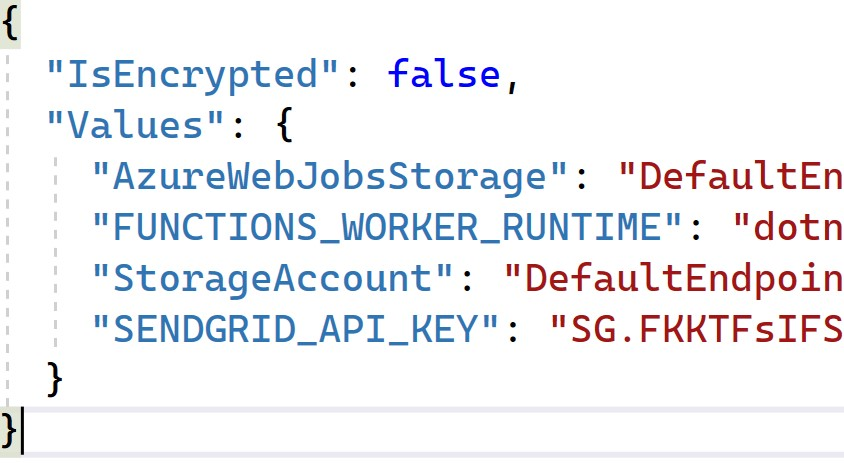 {
"IsEncrypted": false,
"Values": {
"AzureWebJobsStorage": "DefaultEn
"FUNCTIONS_WORKER_RUNTIME": "dotn
"StorageAccount": "DefaultEndpoin
"SENDGRID_API_KEY": "SG.FKKTFsIFS
}
}